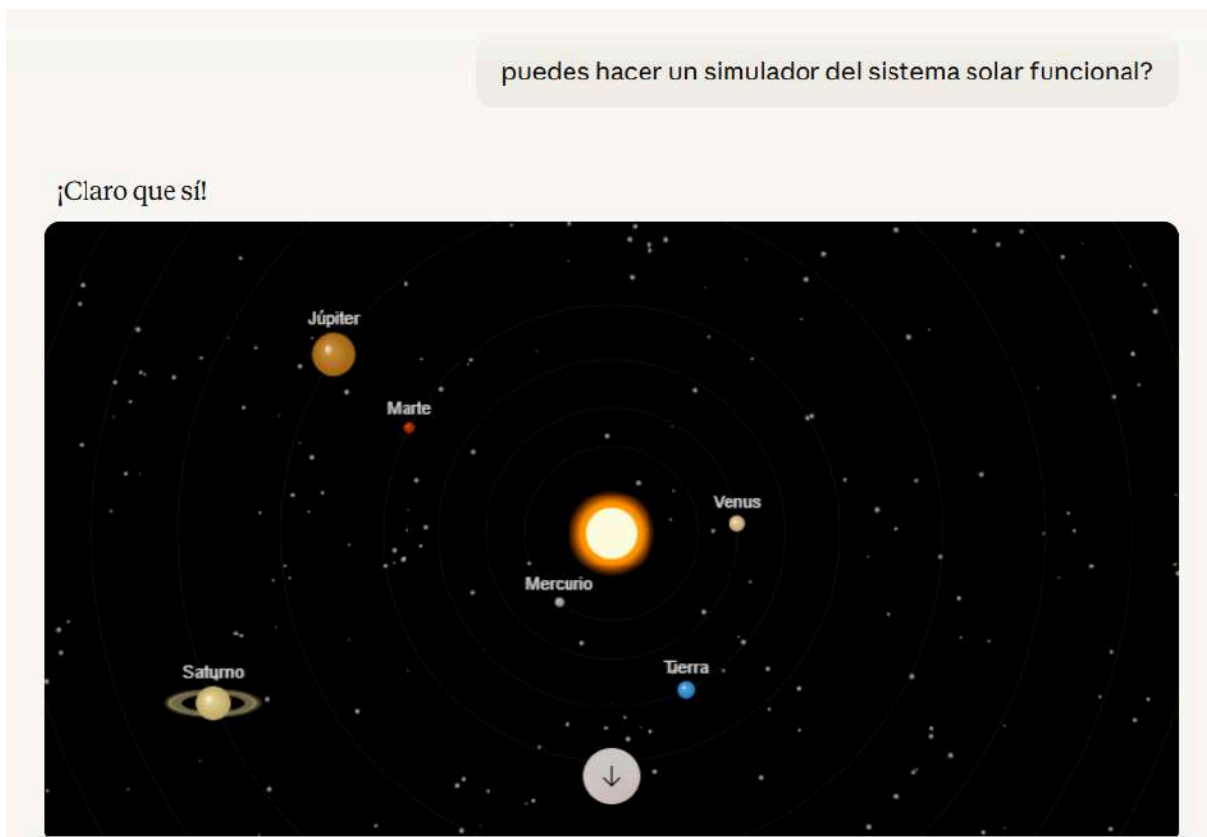 puedes hacer un simulador del sistema solar funcional?
¡Claro que sí!
Júpiter
Marte
Venus
Mercurio
Tierra
Saturno